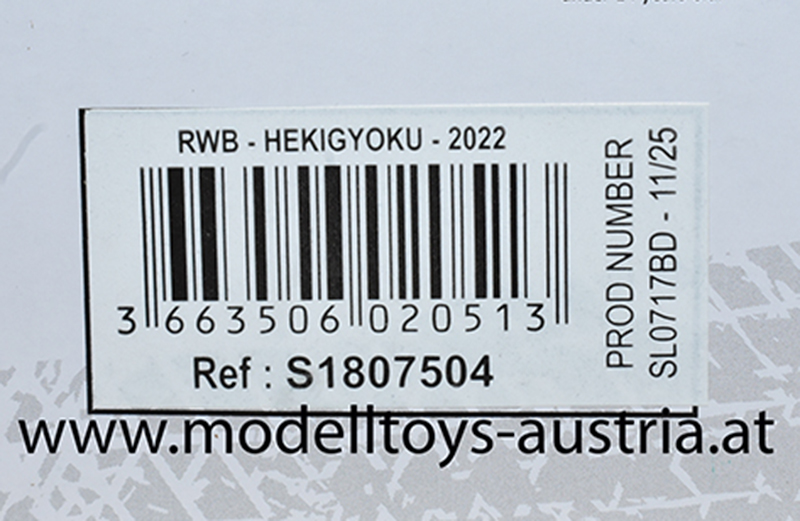 RWB - HEKIGYOKU - 2022
3 663506 020513
Ref : S1807504
PROD NUMBER
SL0717BD - 11/25
www.modelltoys-austria.at